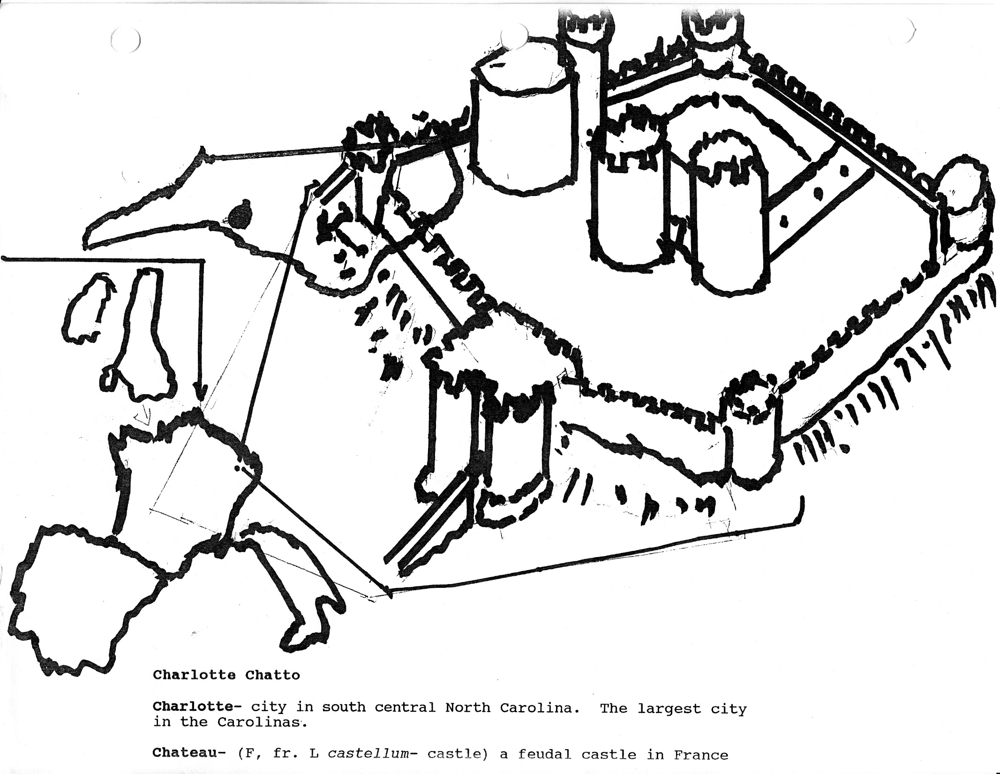 Charlotte Chatto
Charlotte- city in south central North Carolina. The largest city
in the Carolinas.
Chateau- (F, fr. L castellum- castle) a feudal castle in France